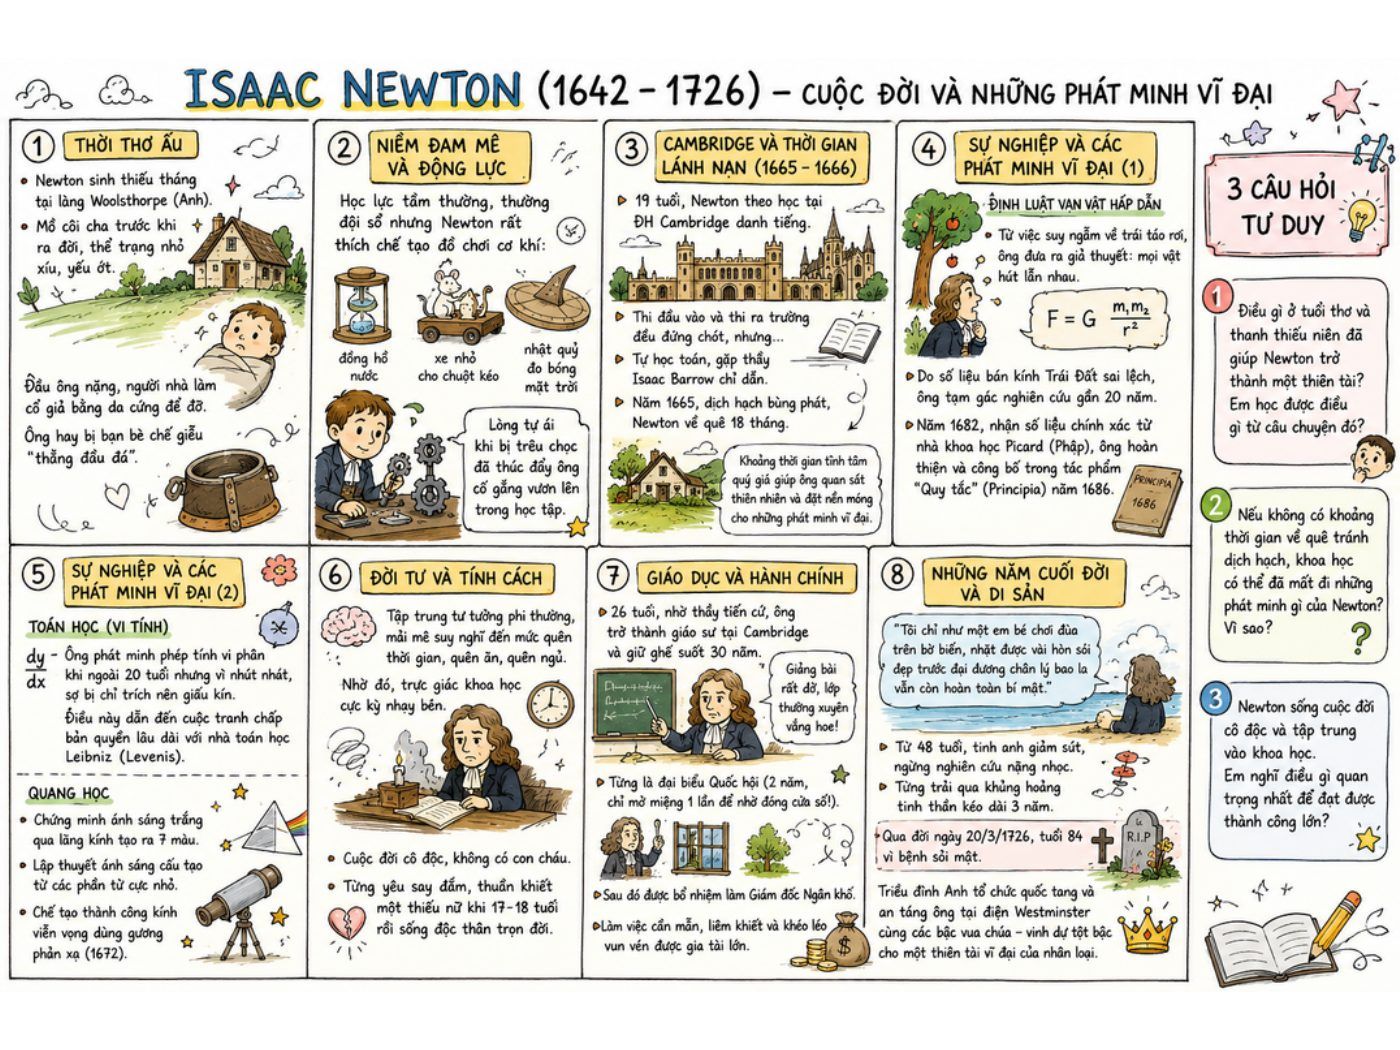 ISAAC NEWTON (1642 – 1726) – CUỘC ĐỜI VÀ NHỮNG PHÁT MINH VĨ ĐẠI
1 THỜI THƠ ẤU
• Newton sinh thiếu tháng
tại làng Woolsthorpe (Anh).
• Mồ côi cha trước khi
ra đời, thể trạng nhỏ
xíu, yếu ớt.
Đầu ông nặng, người nhà làm
cổ giả bằng da cứng để đỡ.
Ông hay bị bạn bè chế giễu
"thằng đầu đá".
2 NIỀM ĐAM MÊ
VÀ ĐỘNG LỰC
Học lực tầm thường, thường
đội sổ nhưng Newton rất
thích chế tạo đồ chơi cơ khí:
đồng hồ
nước
xe nhỏ
cho chuột kéo
nhật quỷ
đo bóng
mặt trời
Lòng tự ái
khi bị trêu chọc
đã thúc đẩy ông
cố gắng vươn lên
trong học tập.
3 CAMBRIDGE VÀ THỜI GIAN
LÁNH NẠN (1665 – 1666)
19 tuổi, Newton theo học tại
ĐH Cambridge danh tiếng.
Thi đầu vào và thi ra trường
đều đứng chót, nhưng...
Tự học toán, gặp thầy
Isaac Barrow chỉ dẫn.
Năm 1665, dịch hạch bùng phát,
Newton về quê 18 tháng.
Khoảng thời gian tĩnh tâm
quý giá giúp ông quan sát
thiên nhiên và đặt nền móng
cho những phát minh vĩ đại.
4 SỰ NGHIỆP VÀ CÁC
PHÁT MINH VĨ ĐẠI (1)
ĐỊNH LUẬT VẠN VẬT HẤP DẪN
• Từ việc suy ngẫm về trái táo rơi,
ông đưa ra giả thuyết: mọi vật
hút lẫn nhau.
F = G m₁m₂ / r²
Do số liệu bán kính Trái Đất sai lệch,
ông tạm gác nghiên cứu gần 20 năm.
Năm 1682, nhận số liệu chính xác từ
nhà khoa học Picard (Phập), ông hoàn
thiện và công bố trong tác phẩm
"Quy tắc" (Principia) năm 1686.
PRINCIPIA
1686
5 SỰ NGHIỆP VÀ CÁC
PHÁT MINH VĨ ĐẠI (2)
TOÁN HỌC (VI TÍNH)
dy/dx – Ông phát minh phép tính vi phân
khi ngoài 20 tuổi nhưng vì nhút nhát,
sợ bị chỉ trích nên giấu kín.
Điều này dẫn đến cuộc tranh chấp
bản quyền lâu dài với nhà toán học
Leibniz (Levenis).
QUANG HỌC
• Chứng minh ánh sáng trắng
qua lăng kính tạo ra 7 màu.
• Lập thuyết ánh sáng cấu tạo
từ các phần tử cực nhỏ.
• Chế tạo thành công kính
viễn vọng dùng gương
phản xạ (1672).
6 ĐỜI TƯ VÀ TÍNH CÁCH
Tập trung tư tưởng phi thường,
mải mê suy nghĩ đến mức quên
thời gian, quên ăn, quên ngủ.
Nhờ đó, trực giác khoa học
cực kỳ nhạy bén.
• Cuộc đời cô độc, không có con cháu.
• Từng yêu say đắm, thuần khiết
một thiếu nữ khi 17-18 tuổi
rồi sống độc thân trọn đời.
7 GIÁO DỤC VÀ HÀNH CHÍNH
26 tuổi, nhờ thầy tiến cử, ông
trở thành giáo sư tại Cambridge
và giữ ghế suốt 30 năm.
Giảng bài
rất dở, lớp
thường xuyên
vắng hoe!
Từng là đại biểu Quốc hội (2 năm,
chỉ mở miệng 1 lần để nhờ đóng cửa sổ!).
Sau đó được bổ nhiệm làm Giám đốc Ngân khố.
Làm việc cần mẫn, liêm khiết và khéo léo
vun vén được gia tài lớn.
$
8 NHỮNG NĂM CUỐI ĐỜI
VÀ DI SẢN
"Tôi chỉ như một em bé chơi đùa
trên bờ biển, nhặt được vài hòn sỏi
đẹp trước đại dương chân lý bao la
vẫn còn hoàn toàn bí mật."
Từ 48 tuổi, tinh anh giảm sút,
ngừng nghiên cứu nặng nhọc.
Từng trải qua khủng hoảng
tinh thần kéo dài 3 năm.
Qua đời ngày 20/3/1726, tuổi 84
vì bệnh sỏi mật.
R.I.P
Triều đình Anh tổ chức quốc tang và
an táng ông tại điện Westminster
cùng các bậc vua chúa – vinh dự tột bậc
cho một thiên tài vĩ đại của nhân loại.
3 CÂU HỎI
TƯ DUY
1 Điều gì ở tuổi thơ và
thanh thiếu niên đã
giúp Newton trở
thành một thiên tài?
Em học được điều
gì từ câu chuyện đó?
2 Nếu không có khoảng
thời gian về quê tránh
dịch hạch, khoa học
có thể đã mất đi những
phát minh gì của Newton?
Vì sao?
?
3 Newton sống cuộc đời
cô độc và tập trung
vào khoa học.
Em nghĩ điều gì quan
trọng nhất để đạt được
thành công lớn?